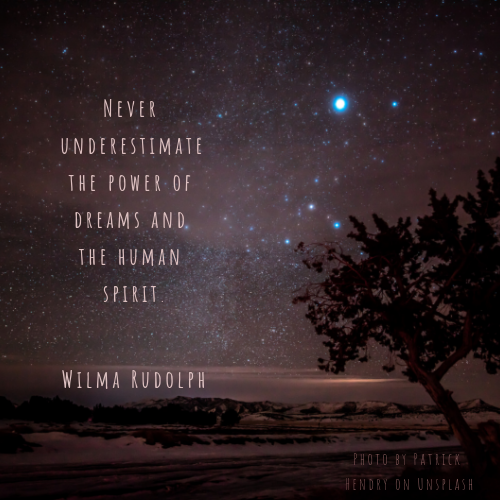 Never
underestimate
the power of
dreams and
the human
spirit.
Wilma Rudolph
Photo by Patrick
Hendry on Unsplash